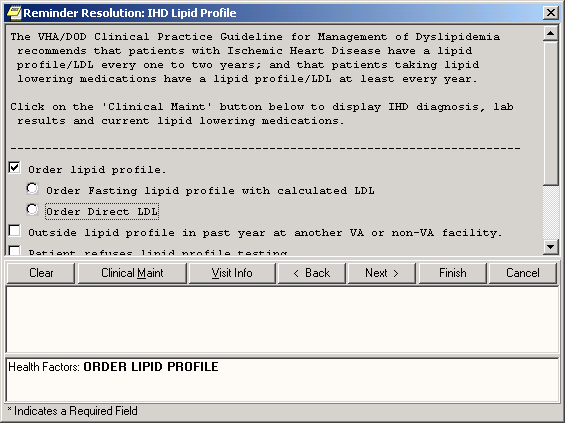 Reminder Resolution: IHD Lipid Profile
The VHA/DOD Clinical Practice Guideline for Management of Dyslipidemia
recommends that patients with Ischemic Heart Disease have a lipid
profile/LDL every one to two years; and that patients taking lipid
lowering medications have a lipid profile/LDL at least every year.
Click on the 'Clinical Maint' button below to display IHD diagnosis, lab
results and current lipid lowering medications.
--------------------------------------------------------------------------
Order lipid profile.
Order Fasting lipid profile with calculated LDL
Order Direct LDL
Outside lipid profile in past year at another VA or non-VA facility.
Patient refuses lipid profile testing
Clear Clinical Maint Visit Info < Back Next > Finish Cancel
Health Factors: ORDER LIPID PROFILE
* Indicates a Required Field